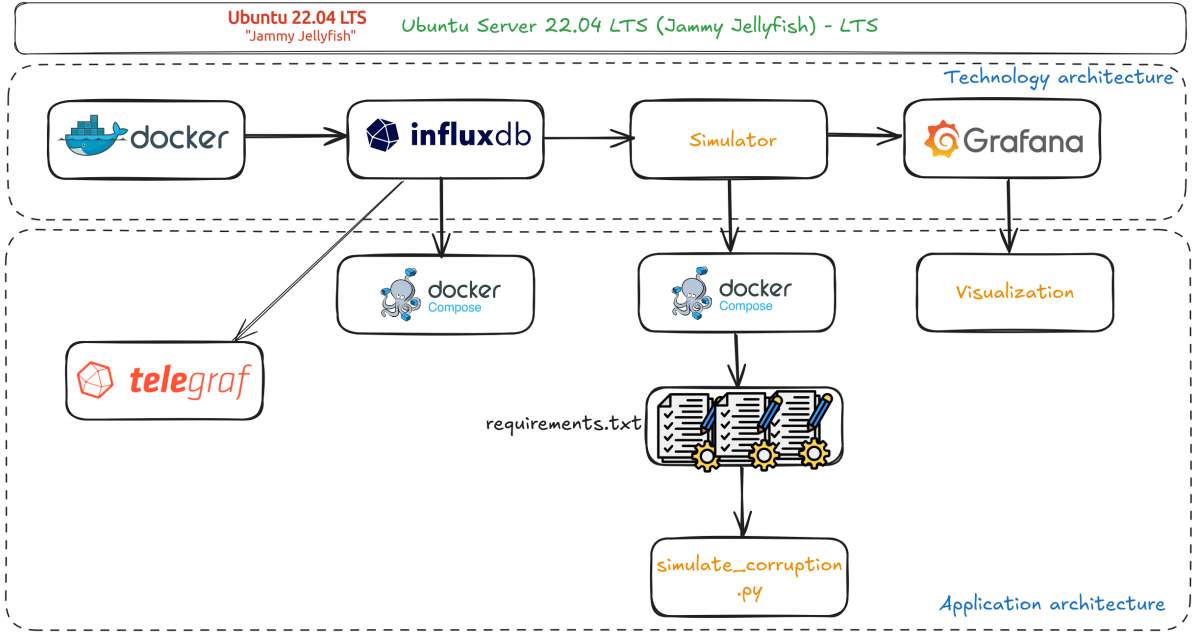 Ubuntu 22.04 LTS
"Jammy Jellyfish"
Ubuntu Server 22.04 LTS (Jammy Jellyfish) - LTS
Technology architecture
docker
influxdb
Simulator
Grafana
docker
Compose
docker
Compose
Visualization
telegraf
requirements.txt
simulate_corruption
.py
Application architecture